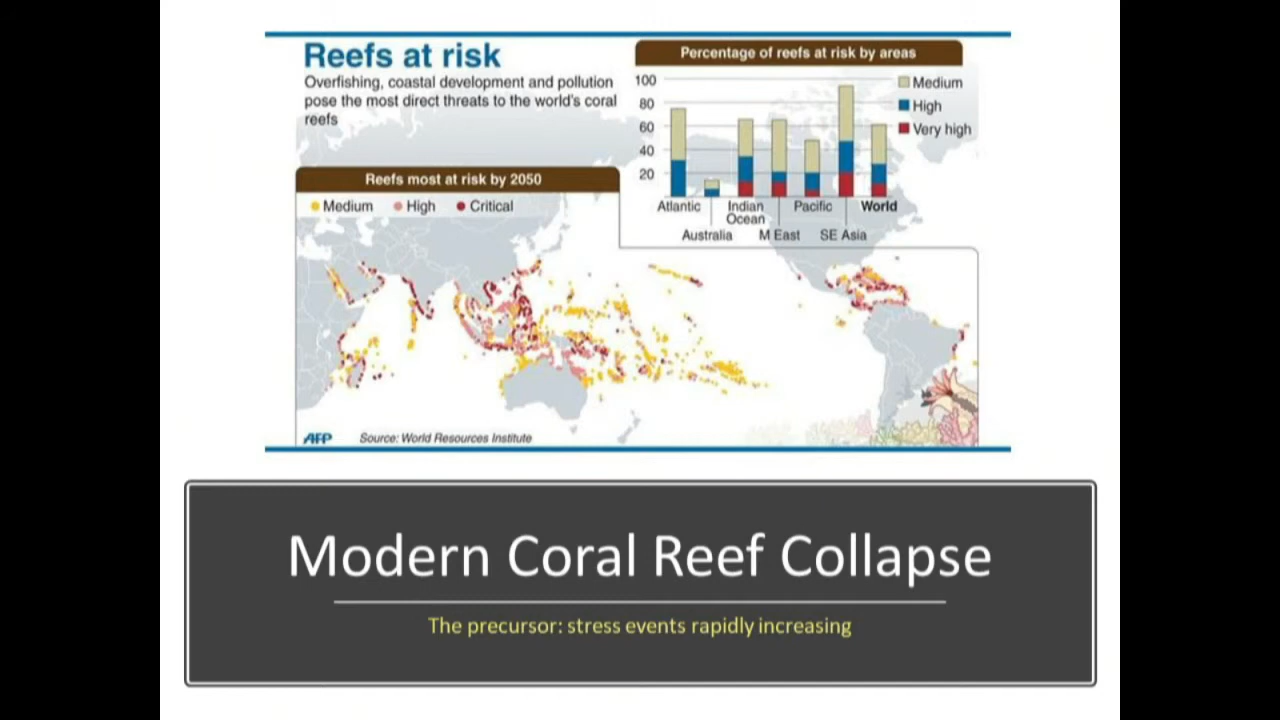 Reefs at risk
Overfishing, coastal development and pollution
pose the most direct threats to the world's coral
reefs
Percentage of reefs at risk by areas
100
80
60
40
20
Medium
High
Very high
Atlantic
Indian
Ocean
Pacific
World
Australia
M East
SE Asia
Reefs most at risk by 2050
Medium
High
Critical
AFP
Source: World Resources Institute
Modern Coral Reef Collapse
The precursor: stress events rapidly increasing